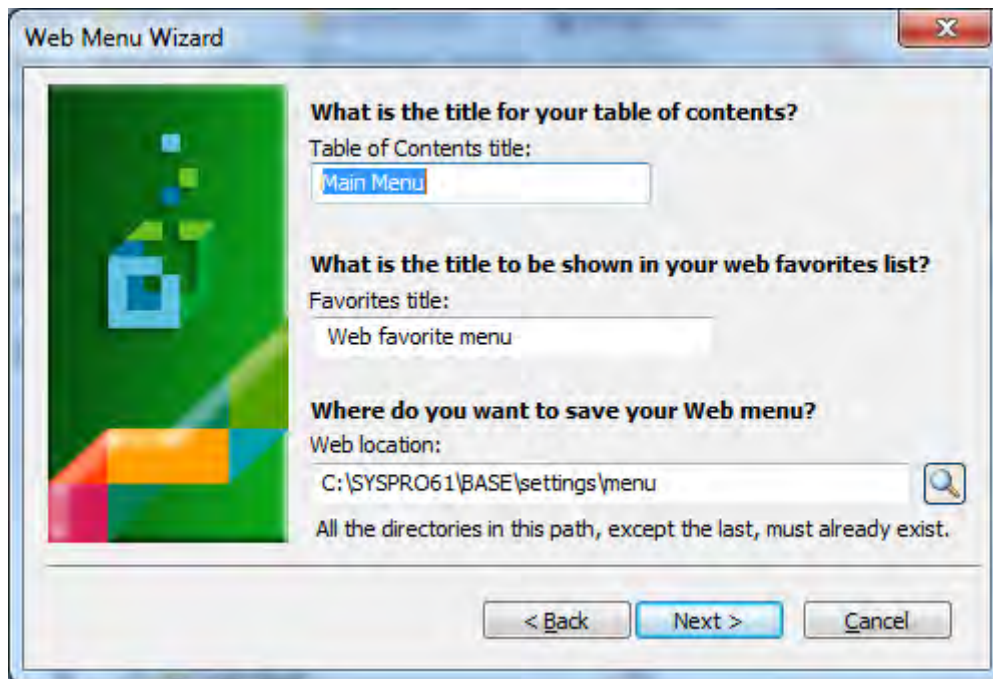 Web Menu Wizard
What is the title for your table of contents?
Table of Contents title:
Main Menu
What is the title to be shown in your web favorites list?
Favorites title:
Web favorite menu
Where do you want to save your Web menu?
Web location:
C:\SYSPRO61\BASE\settings\menu
All the directories in this path, except the last, must already exist.
< Back Next > Cancel